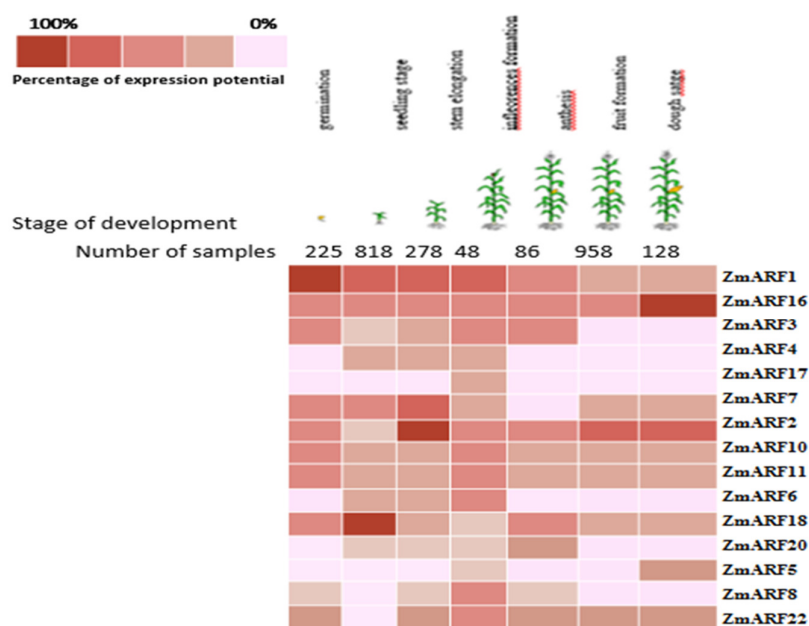 100% 0%
Percentage of expression potential
germination
seedling stage
stem elongation
inflorences formation
anthesis
fruit formation
dough satge
Stage of development
Number of samples 225 818 278 48 86 958 128
ZmARF1
ZmARF16
ZmARF3
ZmARF4
ZmARF17
ZmARF7
ZmARF2
ZmARF10
ZmARF11
ZmARF6
ZmARF18
ZmARF20
ZmARF5
ZmARF8
ZmARF22